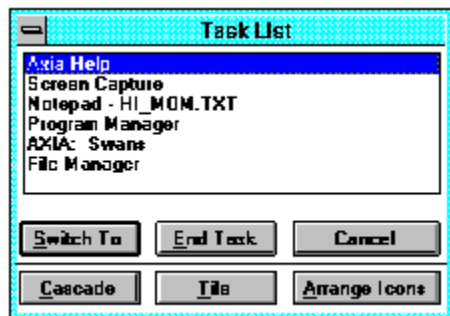 Task List
Axia Help
Screen Capture
Notepad - HI_MOM.TXT
Program Manager
AXIA: Swans
File Manager
Switch To End Task Cancel
Cascade Tile Arrange Icons